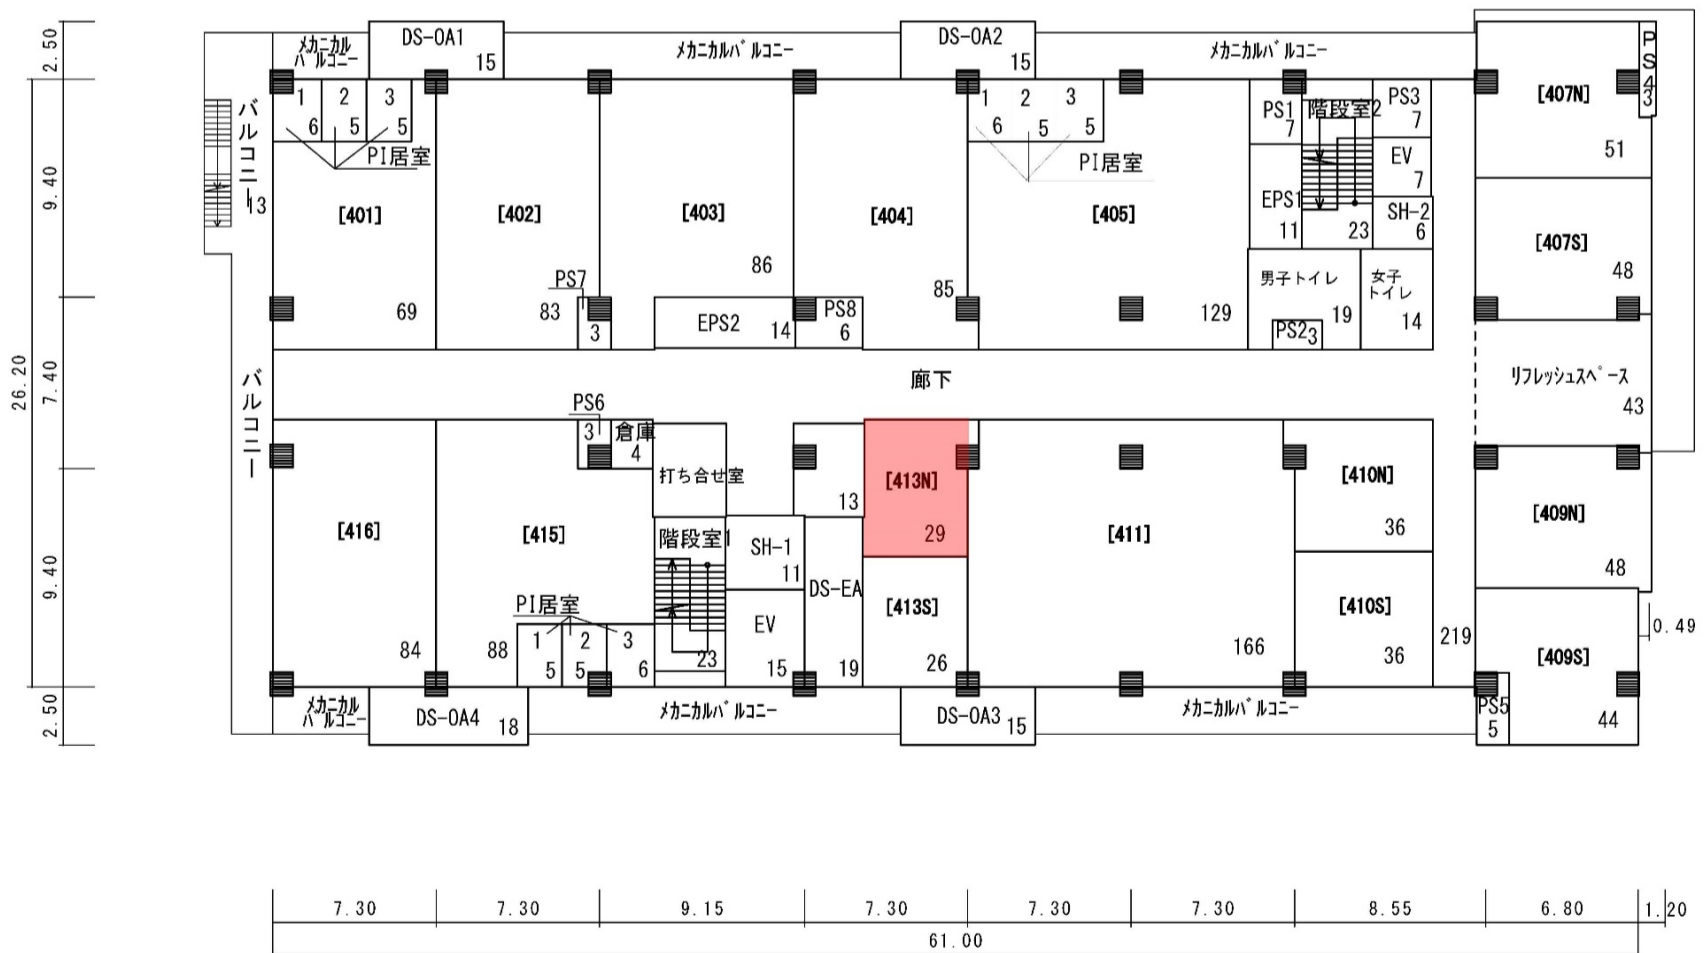 2.50
9.40
7.40
9.40
2.50
26.20
メカニカル
バルコニー
DS-OA1
15
メカニカルバルコニー
DS-OA2
15
メカニカルバルコニー
[407N]
51
PS4
3
バルコニー
13
1
6
2
5
3
5
PI居室
[401]
69
[402]
83
PS7
3
[403]
86
EPS2
14
[404]
85
PS8
6
1
6
2
5
3
5
PI居室
[405]
129
PS1
7
階段室2
23
PS3
7
EV
7
EPS1
11
SH-2
6
男子トイレ
19
PS2
3
女子
トイレ
14
[407S]
48
廊下
リフレッシュスペース
43
バルコニー
[416]
84
PS6
3
倉庫
4
[415]
88
PI居室
1
5
2
5
3
6
打ち合せ室
階段室1
23
SH-1
11
EV
15
13
DS-EA
19
[413N]
29
[413S]
26
[411]
166
[410N]
36
[410S]
36
219
[409N]
48
[409S]
44
0.49
PS5
5
メカニカル
バルコニー
DS-OA4
18
メカニカルバルコニー
DS-OA3
15
メカニカルバルコニー
7.30
7.30
9.15
7.30
7.30
7.30
8.55
6.80
1.20
61.00